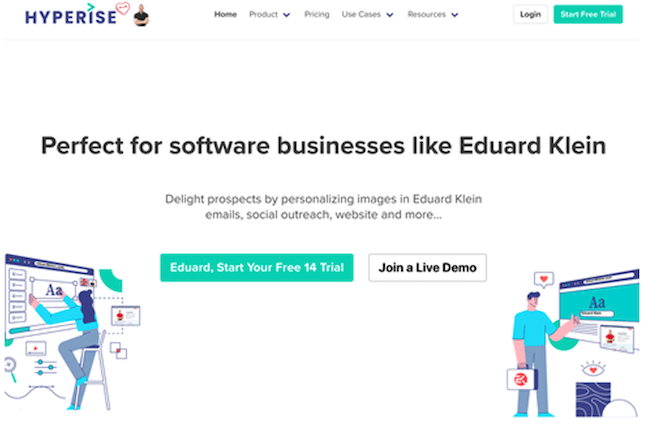 HYPERISE
Home Product Pricing Use Cases Resources Login Start Free Trial
Perfect for software businesses like Eduard Klein
Delight prospects by personalizing images in Eduard Klein
emails, social outreach, website and more...
Eduard, Start Your Free 14 Trial Join a Live Demo
Aa
Aa
Eduard Klein